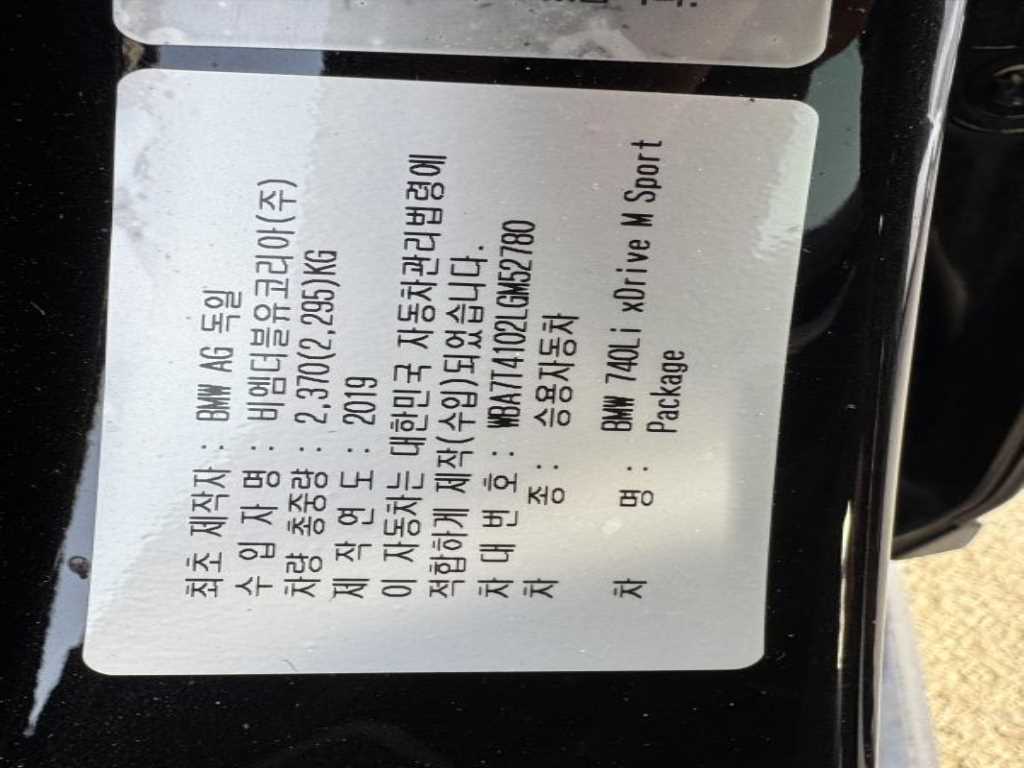 최초 제작자 : BMW AG 독일
수 입 자 명 : 비엠더블유코리아(주)
차량 총중량 : 2,370(2,295)KG
제 작 연 도 : 2019
이 자동차는 대한민국 자동차관리법령에
적합하게 제작(수입)되었습니다.
차 대 번 호 : WBA7T4102LGM52780
차 종 : 승용자동차
차 명 : BMW 740Li xDrive M Sport
Package